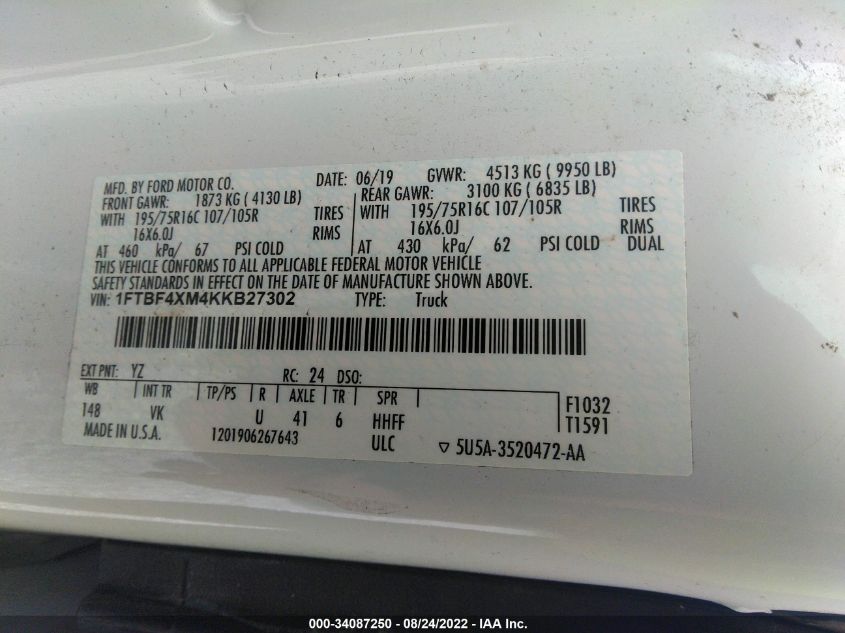 MFD. BY FORD MOTOR CO. DATE: 06/19 GVWR: 4513 KG ( 9950 LB)
FRONT GAWR: 1873 KG ( 4130 LB) REAR GAWR: 3100 KG ( 6835 LB)
WITH 195/75R16C 107/105R TIRES WITH 195/75R16C 107/105R TIRES
16X6.0J RIMS 16X6.0J RIMS
AT 460 kPa/ 67 PSI COLD AT 430 kPa/ 62 PSI COLD DUAL
THIS VEHICLE CONFORMS TO ALL APPLICABLE FEDERAL MOTOR VEHICLE
SAFETY STANDARDS IN EFFECT ON THE DATE OF MANUFACTURE SHOWN ABOVE.
VIN: 1FTBF4XM4KKB27302 TYPE: Truck
EXT PNT: YZ RC: 24 DSO:
WB INT TR TP/PS R AXLE TR SPR F1032
148 VK U 41 6 HHFF T1591
MADE IN U.S.A. 1201906267643 ULC ▽ 5U5A-3520472-AA
000-34087250 - 08/24/2022 - IAA Inc.